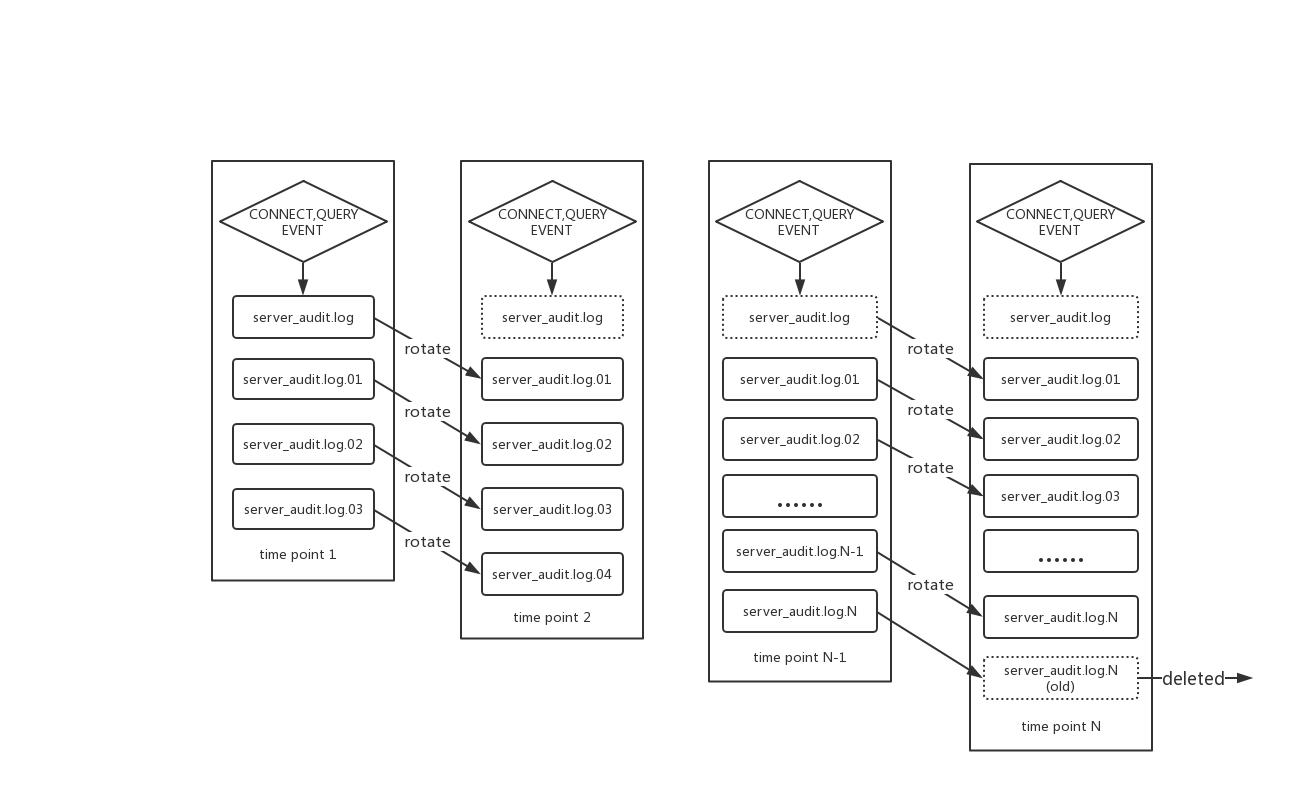 CONNECT,QUERY
EVENT
server_audit.log
server_audit.log.01
server_audit.log.02
server_audit.log.03
time point 1
rotate
rotate
rotate
rotate
CONNECT,QUERY
EVENT
server_audit.log
server_audit.log.01
server_audit.log.02
server_audit.log.03
server_audit.log.04
time point 2
CONNECT,QUERY
EVENT
server_audit.log
server_audit.log.01
server_audit.log.02
......
server_audit.log.N-1
server_audit.log.N
time point N-1
rotate
rotate
rotate
rotate
CONNECT,QUERY
EVENT
server_audit.log
server_audit.log.01
server_audit.log.02
server_audit.log.03
......
server_audit.log.N
server_audit.log.N
(old)
time point N
deleted